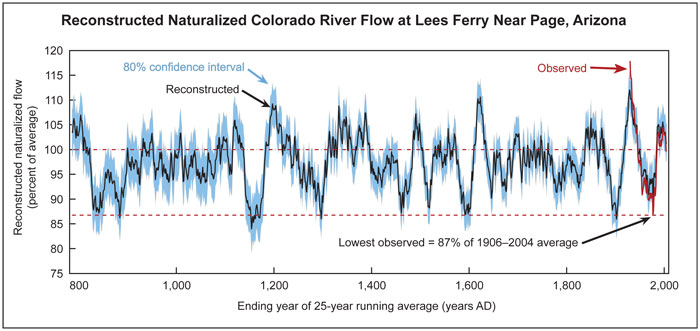 Reconstructed Naturalized Colorado River Flow at Lees Ferry Near Page, Arizona
120
115
110
105
100
95
90
85
80
75
Reconstructed naturalized flow
(percent of average)
80% confidence interval
Reconstructed
Observed
Lowest observed = 87% of 1906–2004 average
800
1,000
1,200
1,400
1,600
1,800
2,000
Ending year of 25-year running average (years AD)